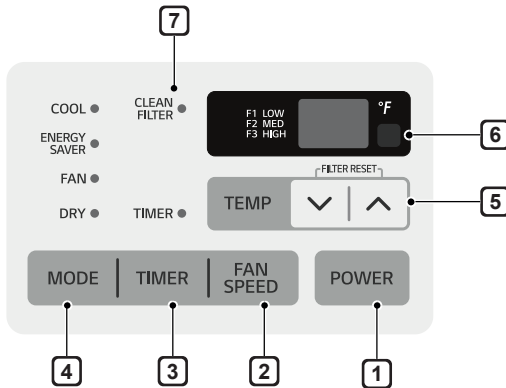 7
COOL
CLEAN
FILTER
F1 LOW
F2 MED
F3 HIGH
°F
6
ENERGY
SAVER
FAN
FILTER RESET
DRY
TIMER
TEMP
5
MODE
TIMER
FAN
SPEED
POWER
4
3
2
1